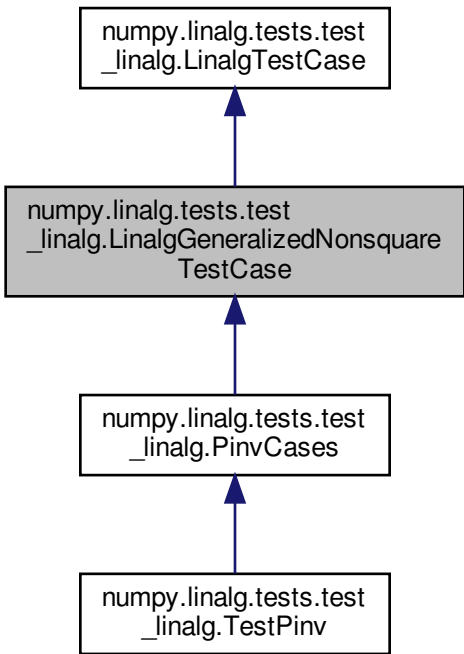 numpy.linalg.tests.test
_linalg.LinalgTestCase
numpy.linalg.tests.test
_linalg.LinalgGeneralizedNonsquare
TestCase
numpy.linalg.tests.test
_linalg.PinvCases
numpy.linalg.tests.test
_linalg.TestPinv